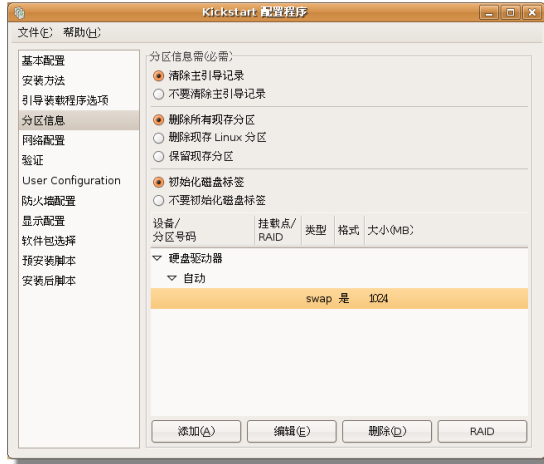 Kickstart 配置程序
文件(F) 帮助(H)
基本配置
安装方法
引导装载程序选项
分区信息
网络配置
验证
User Configuration
防火墙配置
显示配置
软件包选择
预安装脚本
安装后脚本
分区信息需(必需)
清除主引导记录
不要清除主引导记录
删除所有现存分区
删除现存 Linux 分区
保留现存分区
初始化磁盘标签
不要初始化磁盘标签
设备/
分区号码
挂载点/
RAID
类型
格式
大小(MB)
硬盘驱动器
自动
swap 是 1024
添加(A)
编辑(E)
删除(D)
RAID